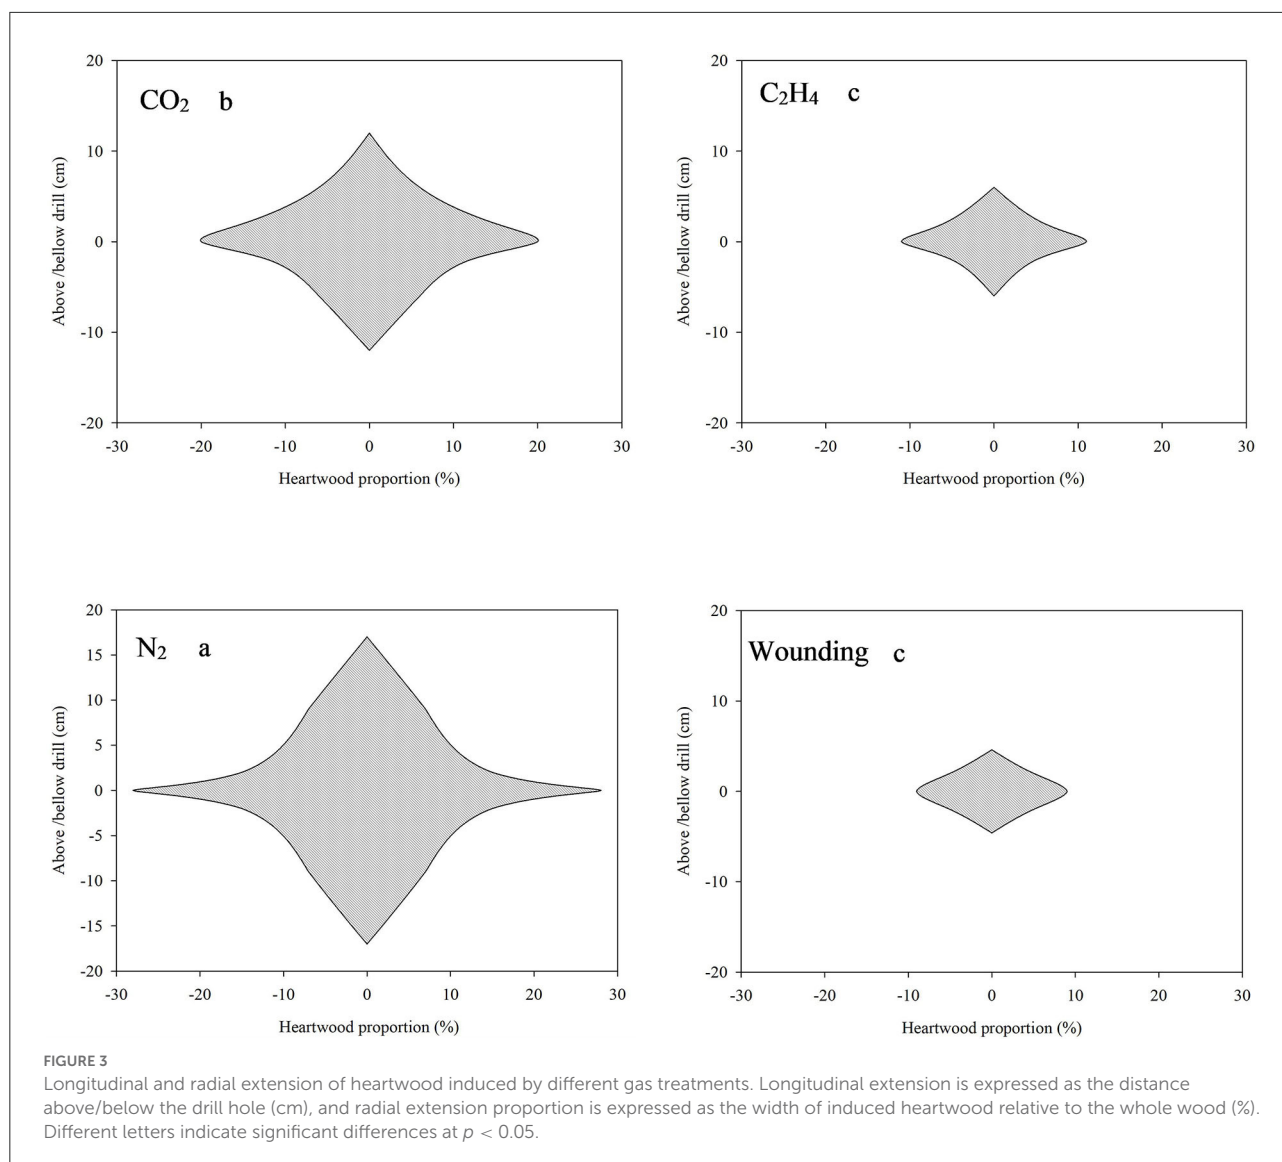 20
CO₂ b
10
0
-10
-20
Above /bellow drill (cm)
-30 -20 -10 0 10 20 30
Heartwood proportion (%)
20
C₂H₄ c
10
0
-10
-20
Above /bellow drill (cm)
-30 -20 -10 0 10 20 30
Heartwood proportion (%)
20
N₂ a
15
10
5
0
-5
-10
-15
-20
Above /bellow drill (cm)
-30 -20 -10 0 10 20 30
Heartwood proportion (%)
20
Wounding c
10
0
-10
-20
Above /bellow drill (cm)
-30 -20 -10 0 10 20 30
Heartwood proportion (%)
FIGURE 3
Longitudinal and radial extension of heartwood induced by different gas treatments. Longitudinal extension is expressed as the distance
above/below the drill hole (cm), and radial extension proportion is expressed as the width of induced heartwood relative to the whole wood (%).
Different letters indicate significant differences at p < 0.05.